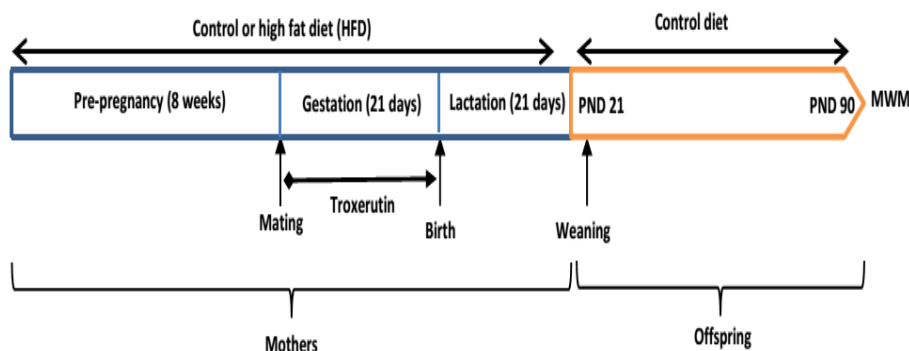 Control or high fat diet (HFD)
Control diet
Pre-pregnancy (8 weeks)
Gestation (21 days)
Lactation (21 days)
PND 21
PND 90
MWM
Troxerutin
Mating
Birth
Weaning
Mothers
Offspring